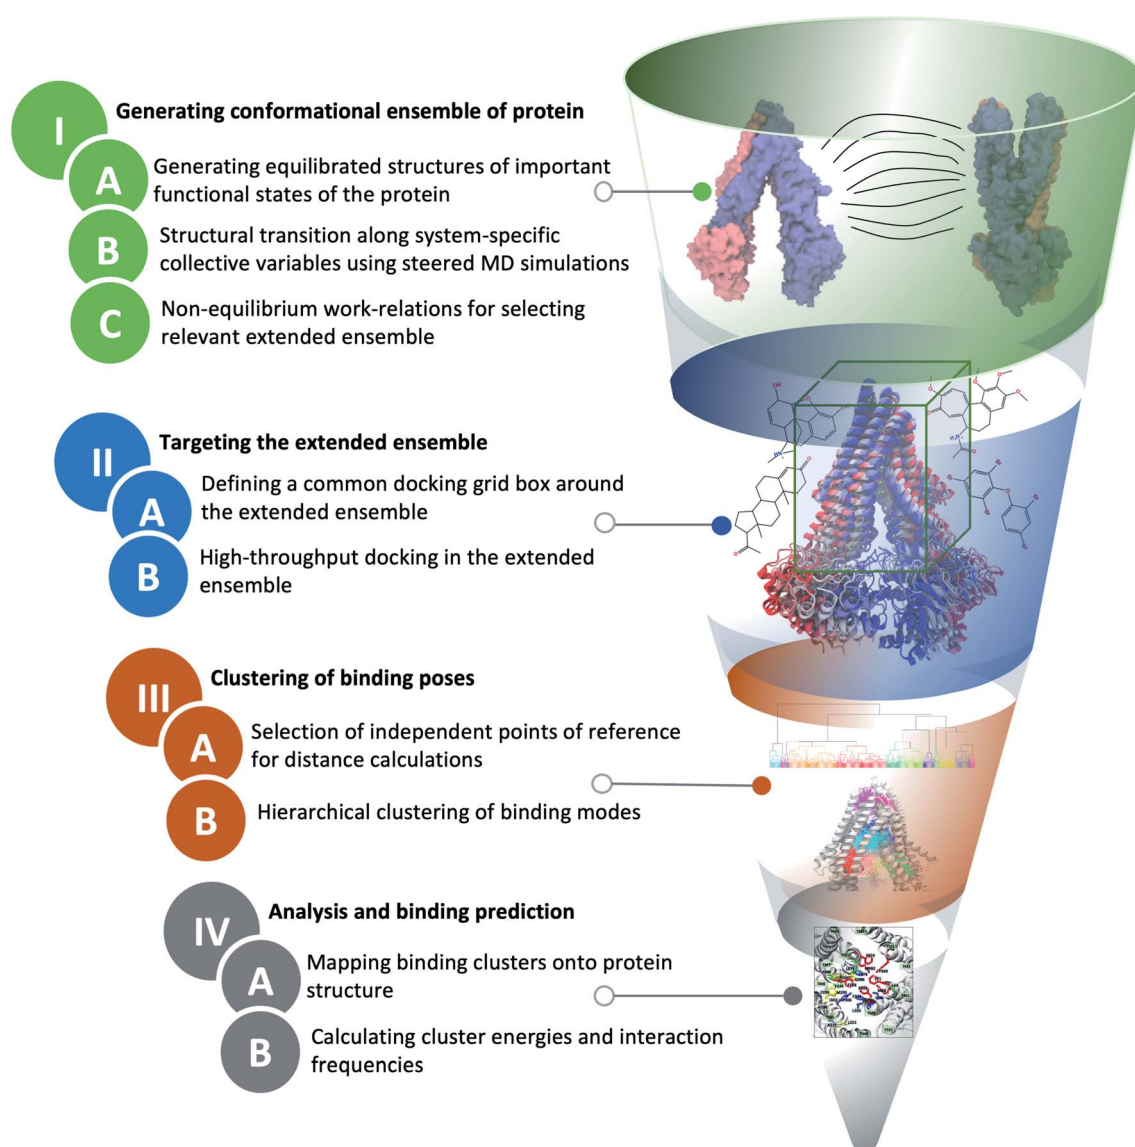 I
Generating conformational ensemble of protein
A
Generating equilibrated structures of important
functional states of the protein
B
Structural transition along system-specific
collective variables using steered MD simulations
C
Non-equilibrium work-relations for selecting
relevant extended ensemble
II
Targeting the extended ensemble
A
Defining a common docking grid box around
the extended ensemble
B
High-throughput docking in the extended
ensemble
III
Clustering of binding poses
A
Selection of independent points of reference
for distance calculations
B
Hierarchical clustering of binding modes
IV
Analysis and binding prediction
A
Mapping binding clusters onto protein
structure
B
Calculating cluster energies and interaction
frequencies